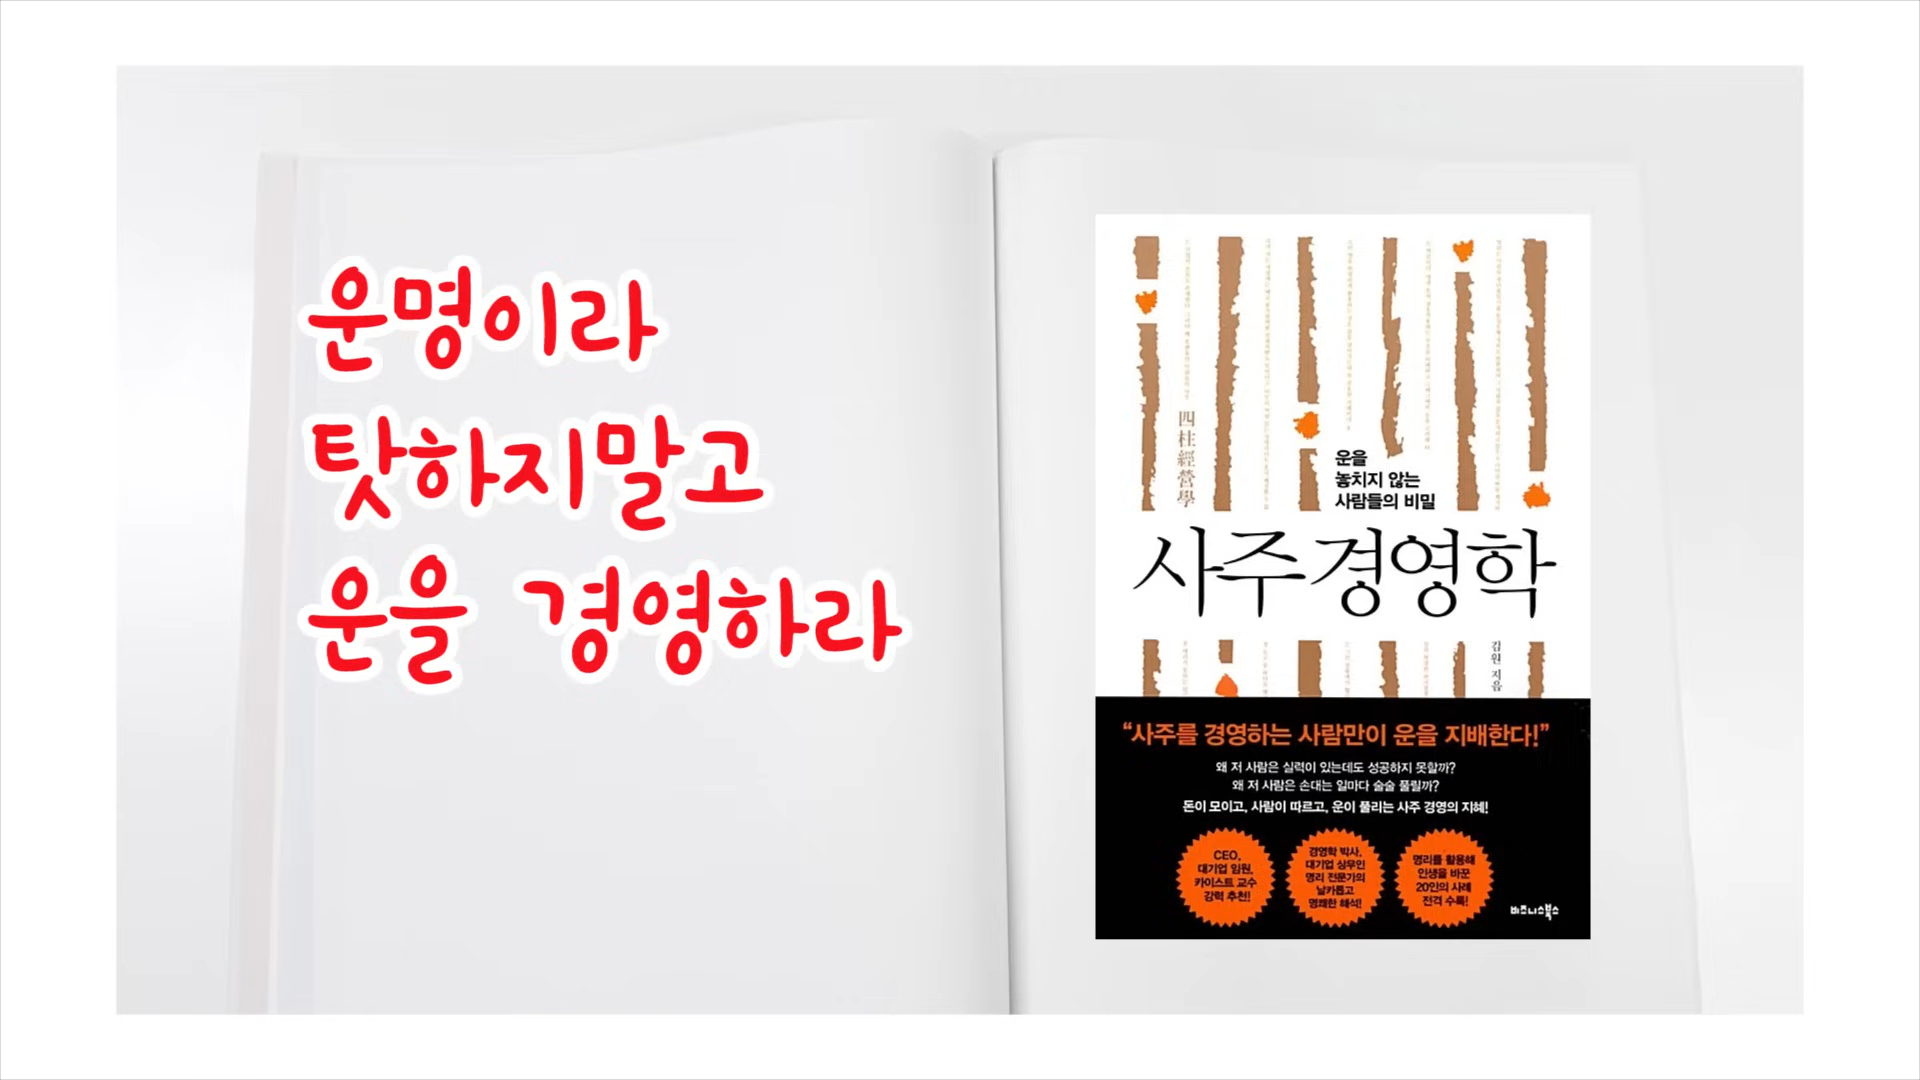 운명이라
탓하지말고
운을 경영하라
四柱經營學
운을
놓치지 않는
사람들의 비밀
사주 경영학
김원 지음
“사주를 경영하는 사람만이 운을 지배한다!”
왜 저 사람은 실력이 있는데도 성공하지 못할까?
왜 저 사람은 손대는 일마다 술술 풀릴까?
돈이 모이고, 사람이 따르고, 운이 풀리는 사주 경영의 지혜!
CEO,
대기업 임원,
카이스트 교수
강력 추천!
경영학 박사,
대기업 상무인
명리 전문가의
날카롭고
명쾌한 해석!
명리를 활용해
인생을 바꾼
20인의 사례
전격 수록!
비즈니스북스